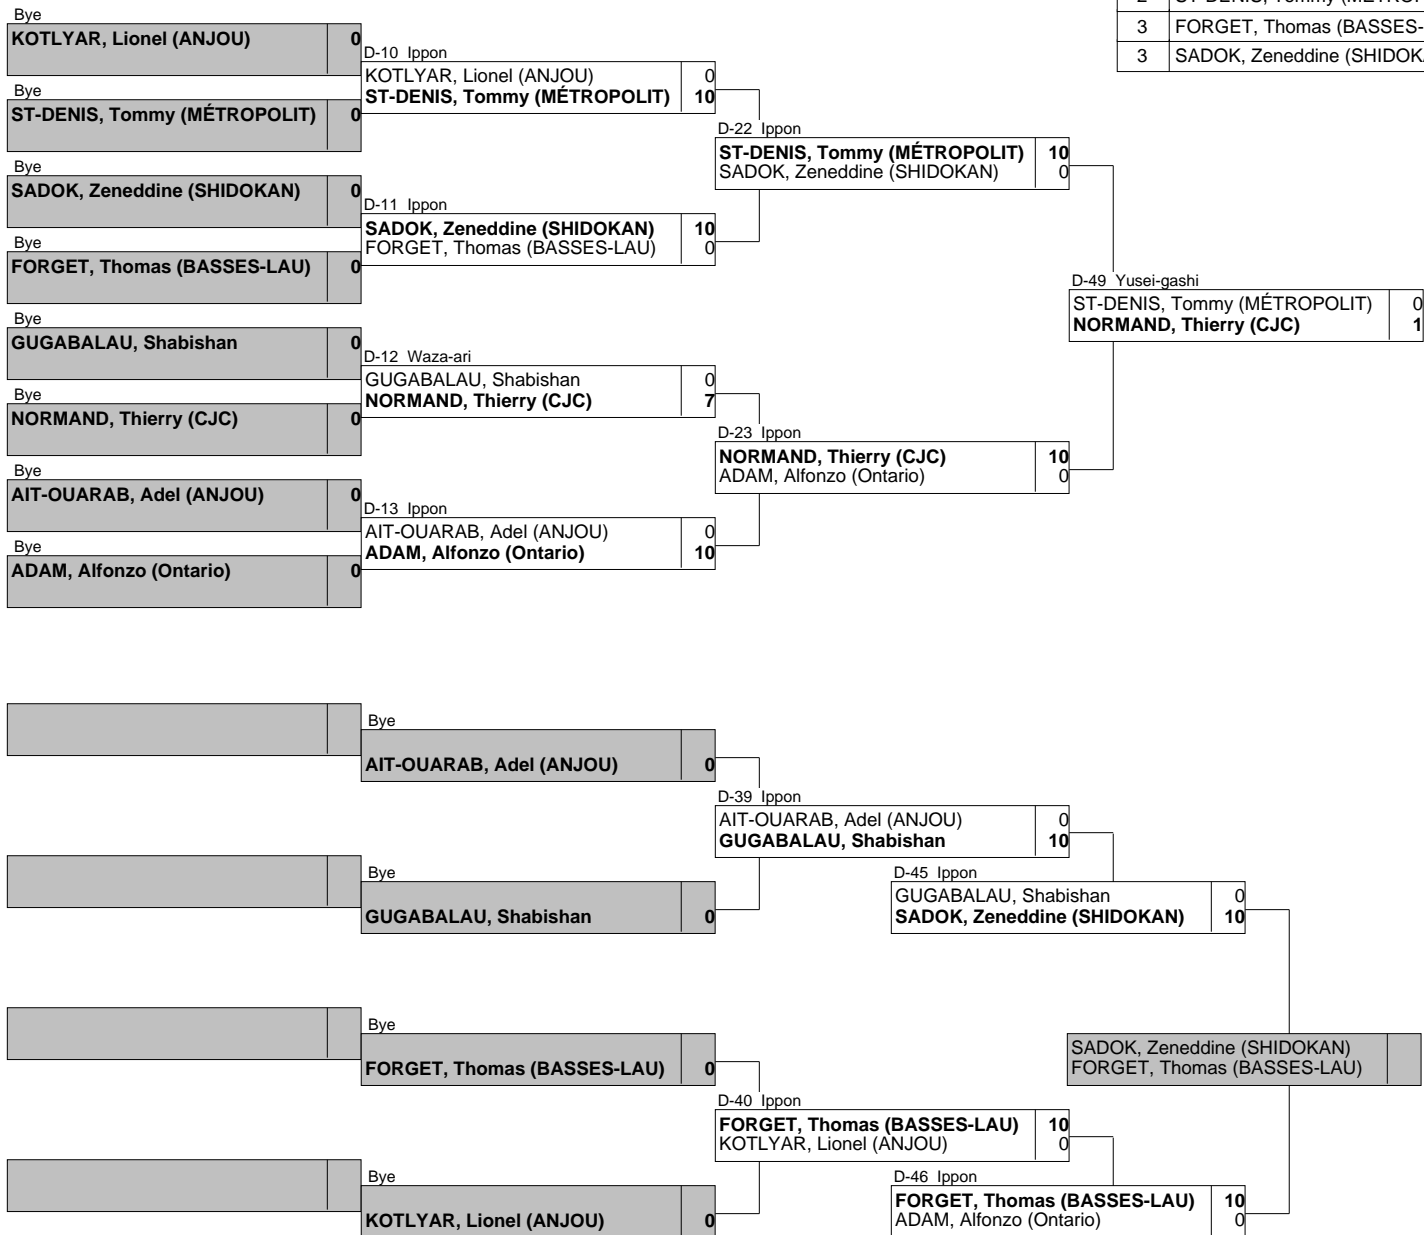 2 ST-DENIS, Tommy (MÉTROP
3 FORGET, Thomas (BASSES-
3 SADOK, Zeneddine (SHIDOK
Bye
KOTLYAR, Lionel (ANJOU) 0
Bye
ST-DENIS, Tommy (MÉTROPOLIT) 0
Bye
SADOK, Zeneddine (SHIDOKAN) 0
Bye
FORGET, Thomas (BASSES-LAU) 0
Bye
GUGABALAU, Shabishan 0
Bye
NORMAND, Thierry (CJC) 0
Bye
AIT-OUARAB, Adel (ANJOU) 0
Bye
ADAM, Alfonzo (Ontario) 0
D-10 Ippon
KOTLYAR, Lionel (ANJOU) 0
ST-DENIS, Tommy (MÉTROPOLIT) 10
D-11 Ippon
SADOK, Zeneddine (SHIDOKAN) 10
FORGET, Thomas (BASSES-LAU) 0
D-12 Waza-ari
GUGABALAU, Shabishan 0
NORMAND, Thierry (CJC) 7
D-13 Ippon
AIT-OUARAB, Adel (ANJOU) 0
ADAM, Alfonzo (Ontario) 10
D-22 Ippon
ST-DENIS, Tommy (MÉTROPOLIT) 10
SADOK, Zeneddine (SHIDOKAN) 0
D-23 Ippon
NORMAND, Thierry (CJC) 10
ADAM, Alfonzo (Ontario) 0
D-49 Yusei-gashi
ST-DENIS, Tommy (MÉTROPOLIT) 0
NORMAND, Thierry (CJC) 1
Bye
AIT-OUARAB, Adel (ANJOU) 0
Bye
GUGABALAU, Shabishan 0
Bye
FORGET, Thomas (BASSES-LAU) 0
Bye
KOTLYAR, Lionel (ANJOU) 0
D-39 Ippon
AIT-OUARAB, Adel (ANJOU) 0
GUGABALAU, Shabishan 10
D-40 Ippon
FORGET, Thomas (BASSES-LAU) 10
KOTLYAR, Lionel (ANJOU) 0
D-45 Ippon
GUGABALAU, Shabishan 0
SADOK, Zeneddine (SHIDOKAN) 10
D-46 Ippon
FORGET, Thomas (BASSES-LAU) 10
ADAM, Alfonzo (Ontario) 0
SADOK, Zeneddine (SHIDOKAN)
FORGET, Thomas (BASSES-LAU)